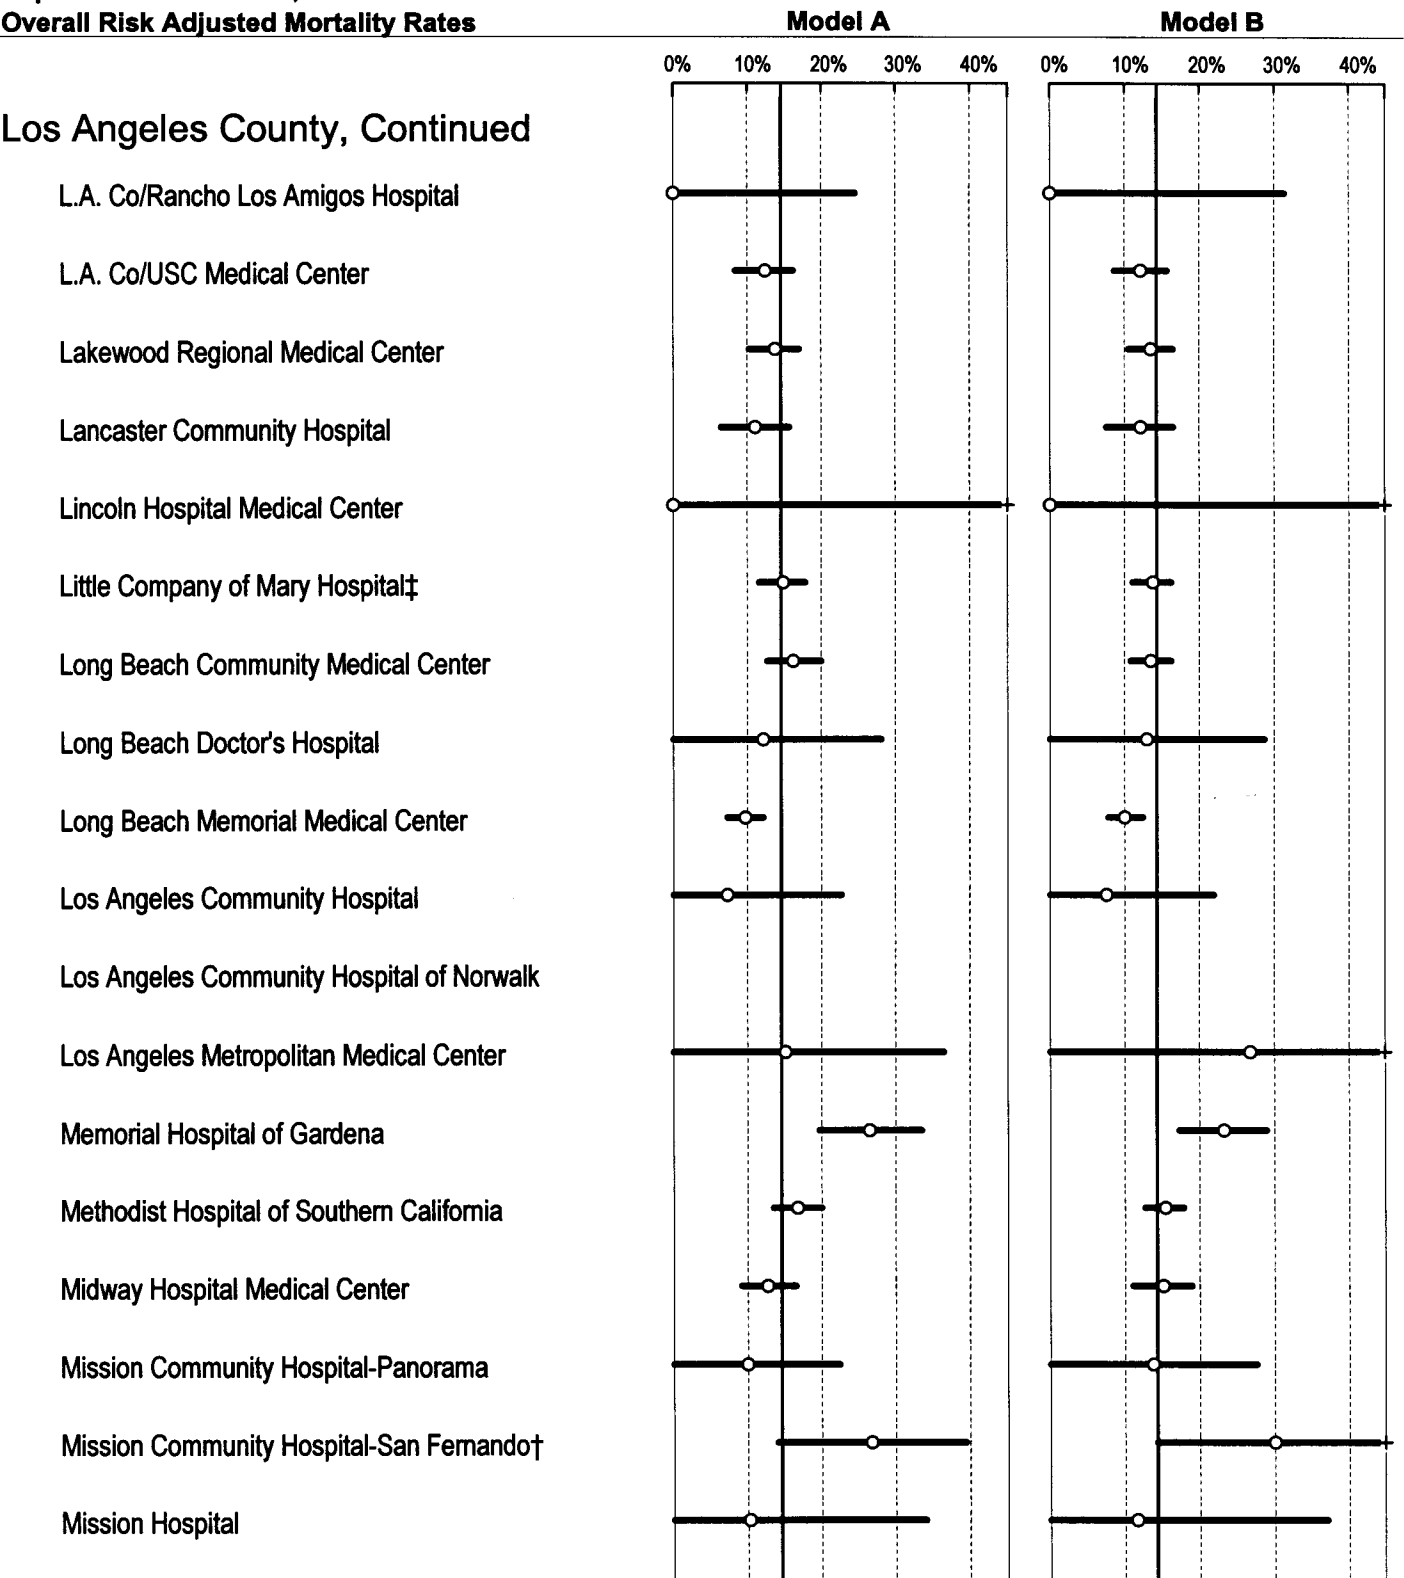 Overall Risk Adjusted Mortality Rates Model A Model B
0% 10% 20% 30% 40% 0% 10% 20% 30% 40%
Los Angeles County, Continued
L.A. Co/Rancho Los Amigos Hospital
L.A. Co/USC Medical Center
Lakewood Regional Medical Center
Lancaster Community Hospital
Lincoln Hospital Medical Center
Little Company of Mary Hospital‡
Long Beach Community Medical Center
Long Beach Doctor's Hospital
Long Beach Memorial Medical Center
Los Angeles Community Hospital
Los Angeles Community Hospital of Norwalk
Los Angeles Metropolitan Medical Center
Memorial Hospital of Gardena
Methodist Hospital of Southern California
Midway Hospital Medical Center
Mission Community Hospital-Panorama
Mission Community Hospital-San Fernando†
Mission Hospital